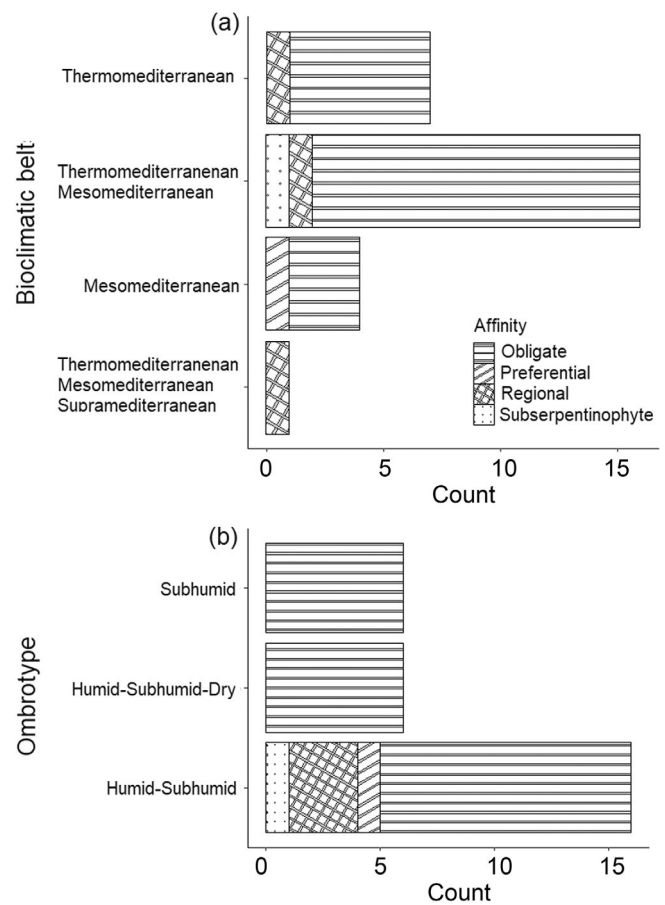 (a)
Bioclimatic belt
Thermomediterranean
Thermomediterranenan
Mesomediterranean
Mesomediterranean
Thermomediterranenan
Mesomediterranean
Supramediterranean
Affinity
Obligate
Preferential
Regional
Subserpentinophyte
0 5 10 15
Count
(b)
Ombrotype
Subhumid
Humid-Subhumid-Dry
Humid-Subhumid
0 5 10 15
Count